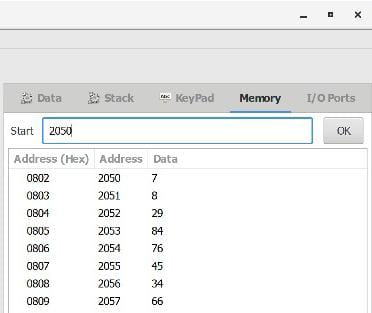 Data Stack KeyPad Memory I/O Ports
Start 2050 OK
Address (Hex) Address Data
0802 2050 7
0803 2051 8
0804 2052 29
0805 2053 84
0806 2054 76
0807 2055 45
0808 2056 34
0809 2057 66